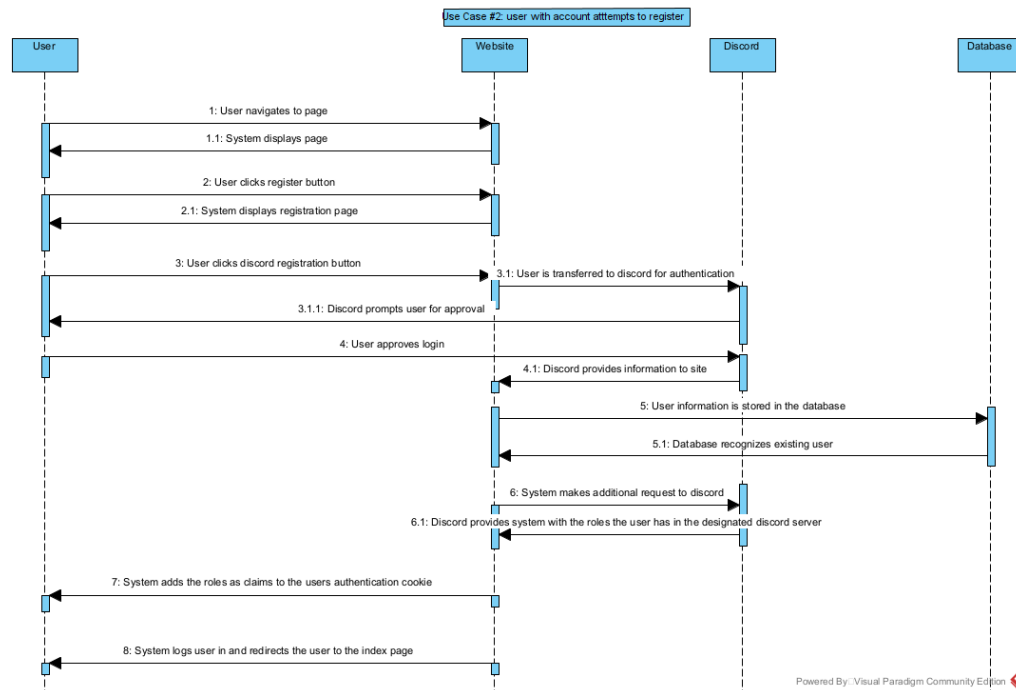 Use Case #2: user with account atttempts to register
User
Website
Discord
Database
1: User navigates to page
1.1: System displays page
2: User clicks register button
2.1: System displays registration page
3: User clicks discord registration button
3.1: User is transferred to discord for authentication
3.1.1: Discord prompts user for approval
4: User approves login
4.1: Discord provides information to site
5: User information is stored in the database
5.1: Database recognizes existing user
6: System makes additional request to discord
6.1: Discord provides system with the roles the user has in the designated discord server
7: System adds the roles as claims to the users authentication cookie
8: System logs user in and redirects the user to the index page
Powered By Visual Paradigm Community Edition